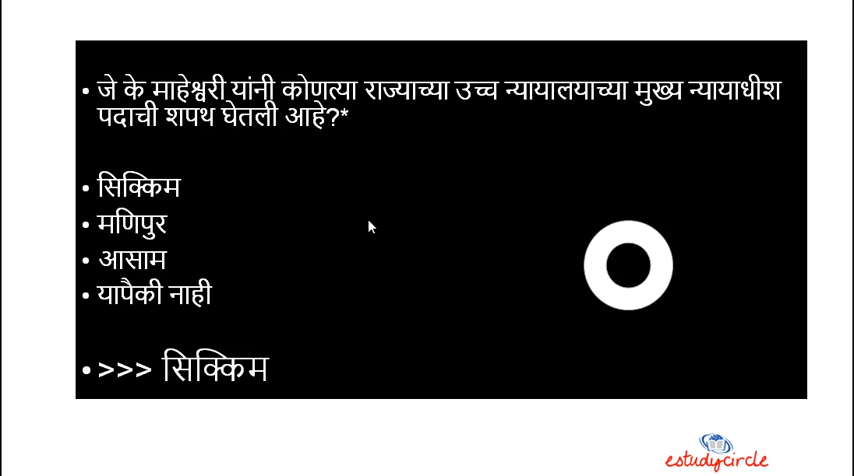 • जे के माहेश्वरी यांनी कोणत्या राज्याच्या उच्च न्यायालयाच्या मुख्य न्यायाधीश
पदाची शपथ घेतली आहे?*
• सिक्किम
• मणिपुर
• आसाम
• यापैकी नाही
• >>> सिक्किम
estudycircle